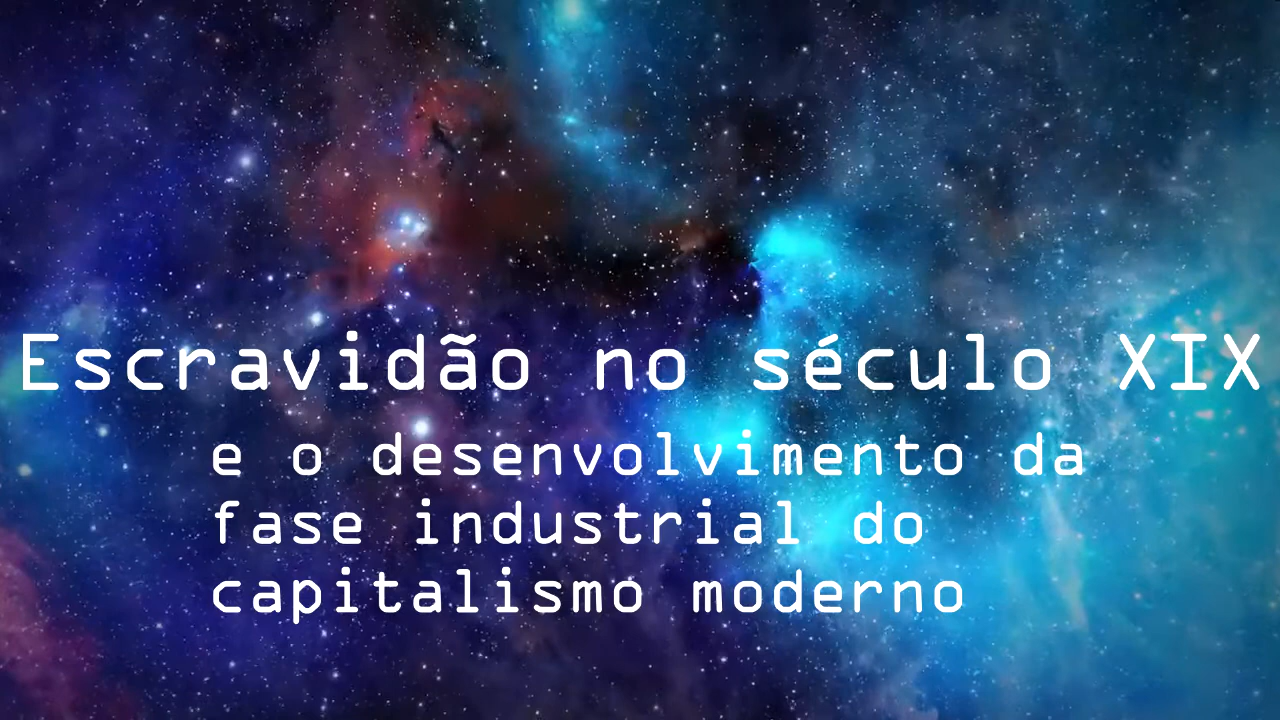 Escravidão no século XIX
e o desenvolvimento da
fase industrial do
capitalismo moderno